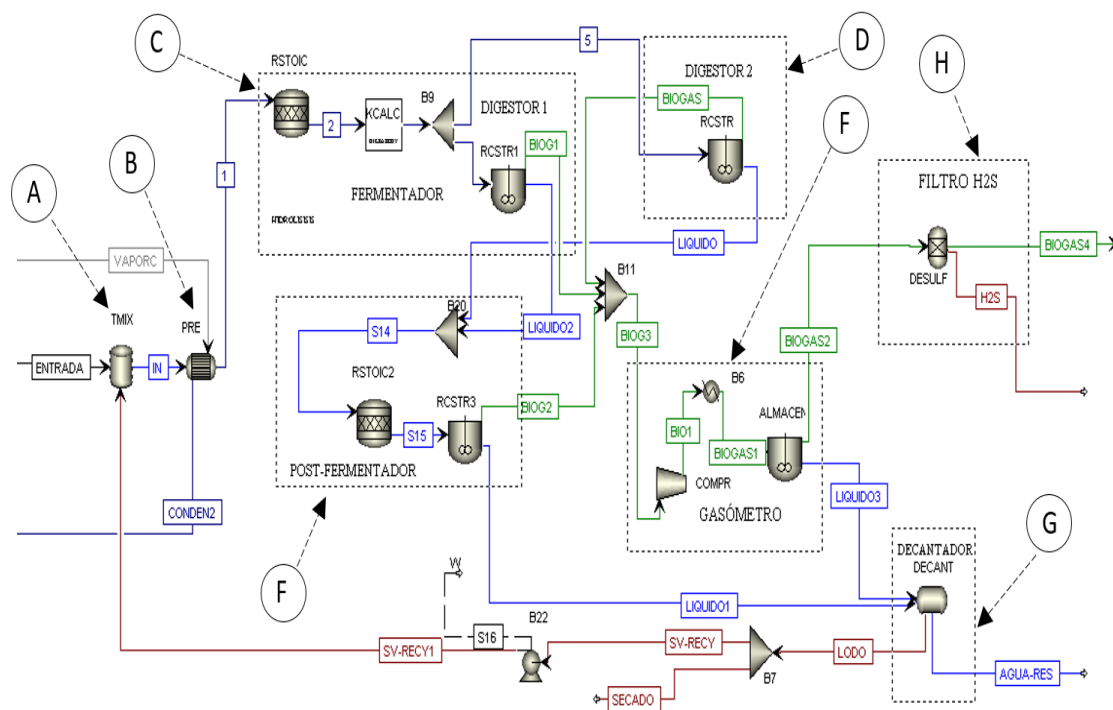 C
RSTOIC
5
D
DIGESTOR 2
H
B9
DIGESTOR 1
BIOGAS
RCSTR
F
KCALC
2
RCSTR1
BIOG1
FILTRO H2S
1
B
FERMENTADOR
A
LIQUIDO
BIOGAS4
VAPORC
B11
DESULF
H2S
TMIX
PRE
B20
LIQUIDO2
S14
BIOG3
BIOGAS2
ENTRADA
IN
RSTOIC2
B6
RCSTR3
BIOG2
ALMACEN
BIO1
S15
BIOGAS1
POST-FERMENTADOR
COMPR
LIQUIDO3
CONDEN2
GASÓMETRO
G
DECANTADOR
DECANT
F
W
LIQUIDO1
B22
S16
SV-RECY1
SV-RECY
LODO
B7
AGUA-RES
SECADO